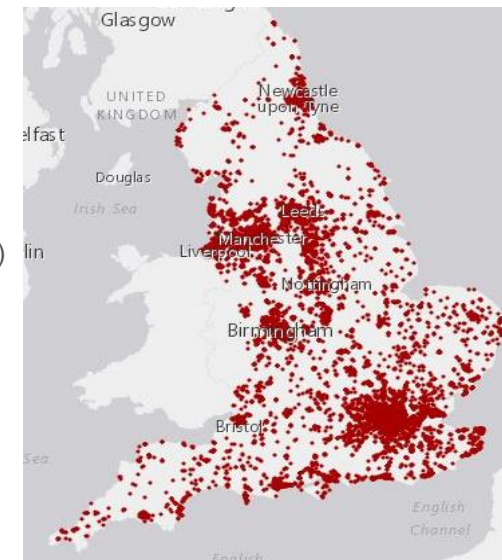 Glasgow
UNITED
KINGDOM
Newcastle
upon Tyne
elfast
Douglas
Irish Sea
Leeds
Manchester
)
lin
Liverpool
Nottingham
Birmingham
Bristol
Sea
English
Channel
English